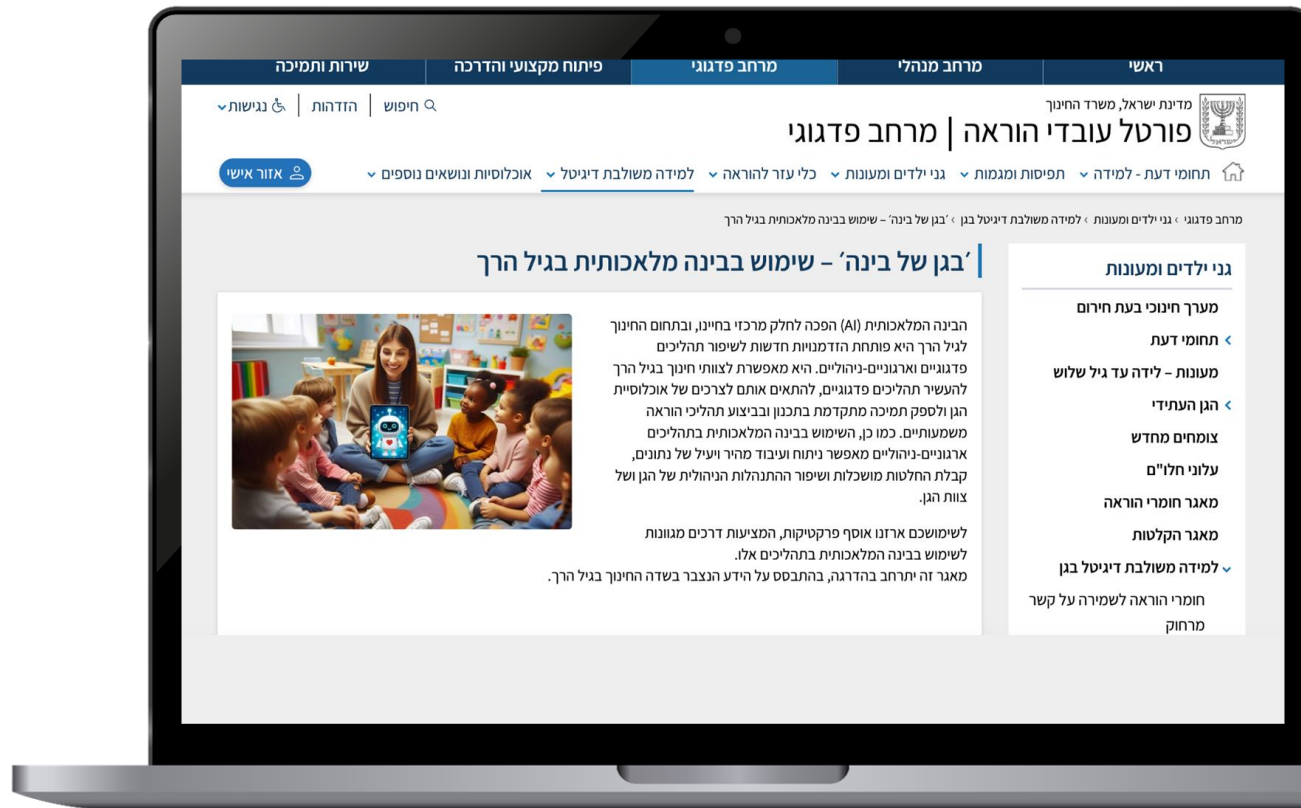 ראשי
מרחב מנהלי
מרחב פדגוגי
פיתוח מקצועי והדרכה
שירות ותמיכה
מדינת ישראל, משרד החינוך
פורטל עובדי הוראה | מרחב פדגוגי
חיפוש | הזדהות | נגישות
תחומי דעת - למידה
תפיסות ומגמות
גני ילדים ומעונות
כלי עזר להוראה
למידה משולבת דיגיטל
אוכלוסיות ונושאים נוספים
אזור אישי
מרחב פדגוגי › גני ילדים ומעונות › למידה משולבת דיגיטל בגן › ׳בגן של בינה׳ – שימוש בבינה מלאכותית בגיל הרך
גני ילדים ומעונות
מערך חינוכי בעת חירום
תחומי דעת
מעונות – לידה עד גיל שלוש
הגן העתידי
צומחים מחדש
עלוני חלו"ם
מאגר חומרי הוראה
מאגר הקלטות
למידה משולבת דיגיטל בגן
חומרי הוראה לשמירה על קשר
מרחוק
׳בגן של בינה׳ – שימוש בבינה מלאכותית בגיל הרך
הבינה המלאכותית (AI) הפכה לחלק מרכזי בחיינו, ובתחום החינוך
לגיל הרך היא פותחת הזדמנויות חדשות לשיפור תהליכים
פדגוגיים וארגוניים-ניהוליים. היא מאפשרת לצוותי חינוך בגיל הרך
להעשיר תהליכים פדגוגיים, להתאים אותם לצרכים של אוכלוסיית
הגן ולספק תמיכה מתקדמת בתכנון ובביצוע תהליכי הוראה
משמעותיים. כמו כן, השימוש בבינה המלאכותית בתהליכים
ארגוניים-ניהוליים מאפשר ניתוח ועיבוד מהיר ויעיל של נתונים,
קבלת החלטות מושכלות ושיפור ההתנהלות הניהולית של הגן ושל
צוות הגן.
לשימושכם ארזנו אוסף פרקטיקות, המציעות דרכים מגוונות
לשימוש בבינה המלאכותית בתהליכים אלו.
מאגר זה יתרחב בהדרגה, בהתבסס על הידע הנצבר בשדה החינוך בגיל הרך.